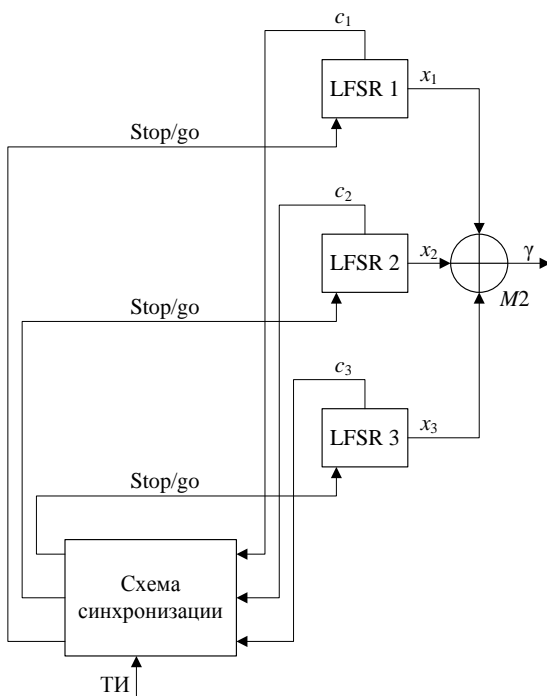 c1
LFSR 1
x1
Stop/go
c2
LFSR 2
x2
γ
M2
Stop/go
c3
LFSR 3
x3
Stop/go
Схема
синхронизации
ТИ